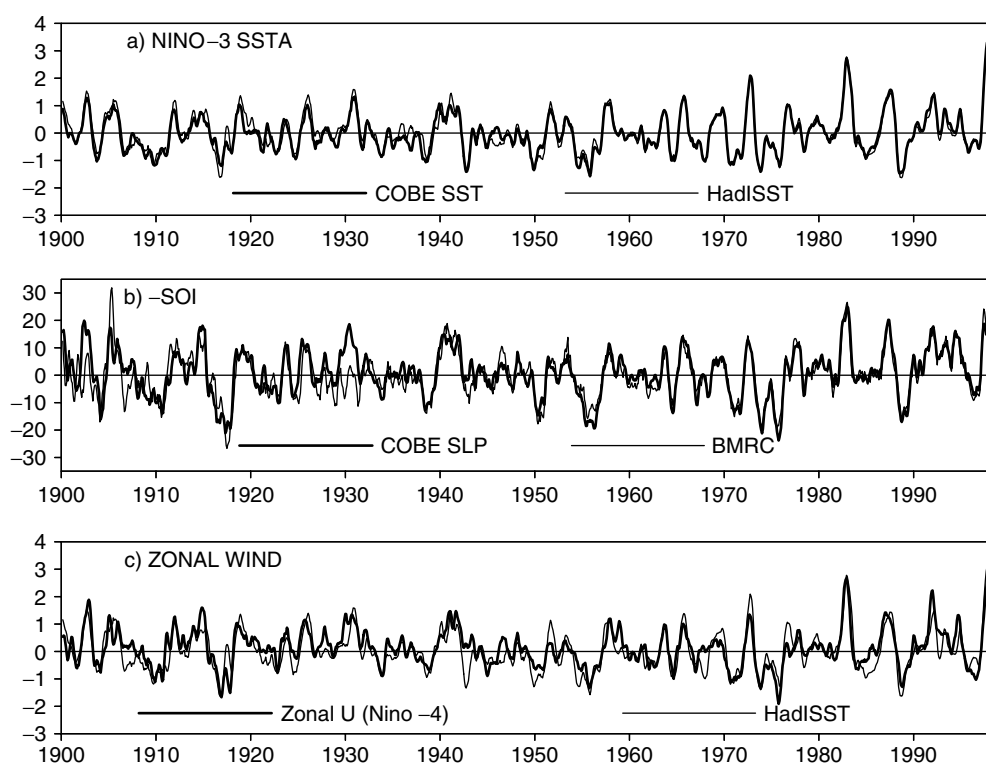 4
3
2
1
0
−1
−2
−3
a) NINO−3 SSTA
COBE SST HadISST
1900 1910 1920 1930 1940 1950 1960 1970 1980 1990
30
20
10
0
−10
−20
−30
b) −SOI
COBE SLP BMRC
1900 1910 1920 1930 1940 1950 1960 1970 1980 1990
4
3
2
1
0
−1
−2
−3
c) ZONAL WIND
Zonal U (Nino −4) HadISST
1900 1910 1920 1930 1940 1950 1960 1970 1980 1990